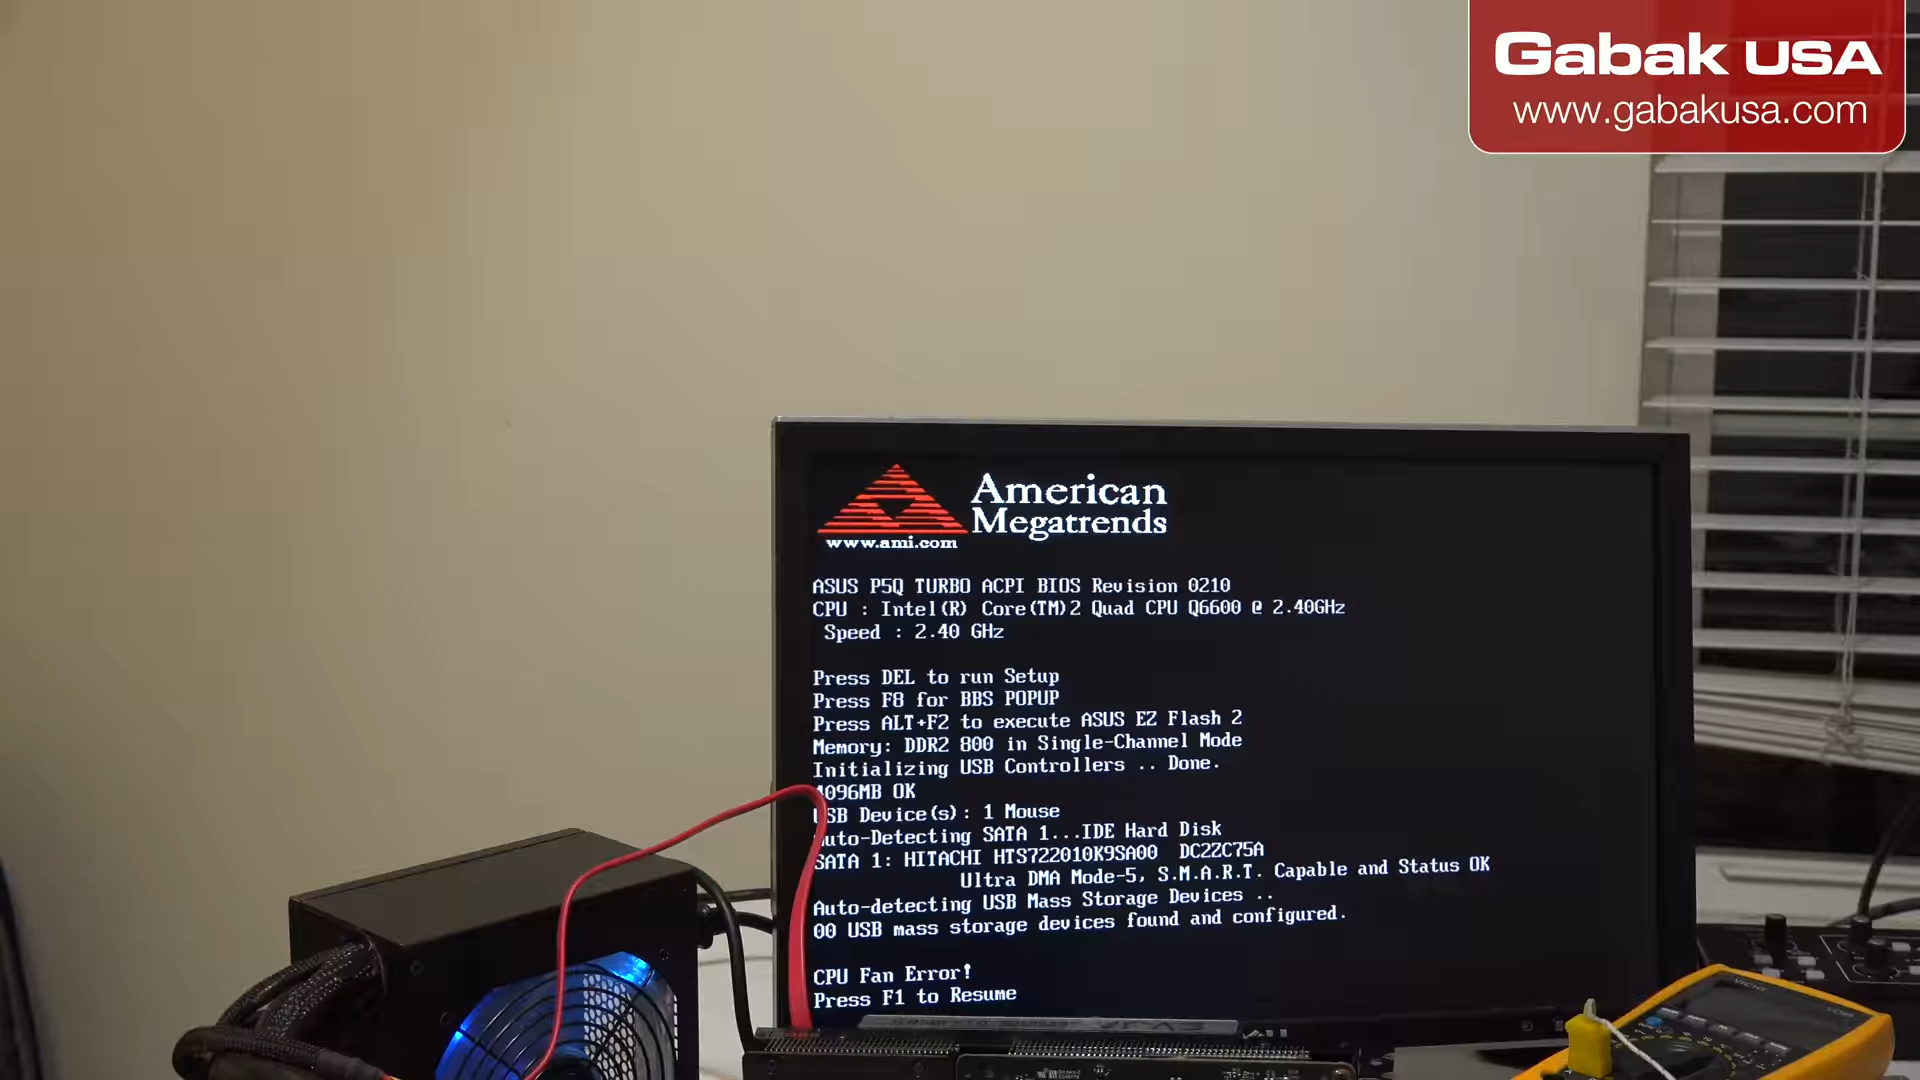 Gabak USA
www.gabakusa.com
American
Megatrends
www.ami.com
ASUS P5Q TURBO ACPI BIOS Revision 0210
CPU : Intel(R) Core(TM)2 Quad CPU Q6600 @ 2.40GHz
Speed : 2.40 GHz
Press DEL to run Setup
Press F8 for BBS POPUP
Press ALT+F2 to execute ASUS EZ Flash 2
Memory: DDR2 800 in Single-Channel Mode
Initializing USB Controllers .. Done.
4096MB OK
USB Device(s): 1 Mouse
Auto-Detecting SATA 1...IDE Hard Disk
SATA 1: HITACHI HTS722010K9SA00 DC2ZC75A
Ultra DMA Mode-5, S.M.A.R.T. Capable and Status OK
Auto-detecting USB Mass Storage Devices ..
00 USB mass storage devices found and configured.
CPU Fan Error!
Press F1 to Resume